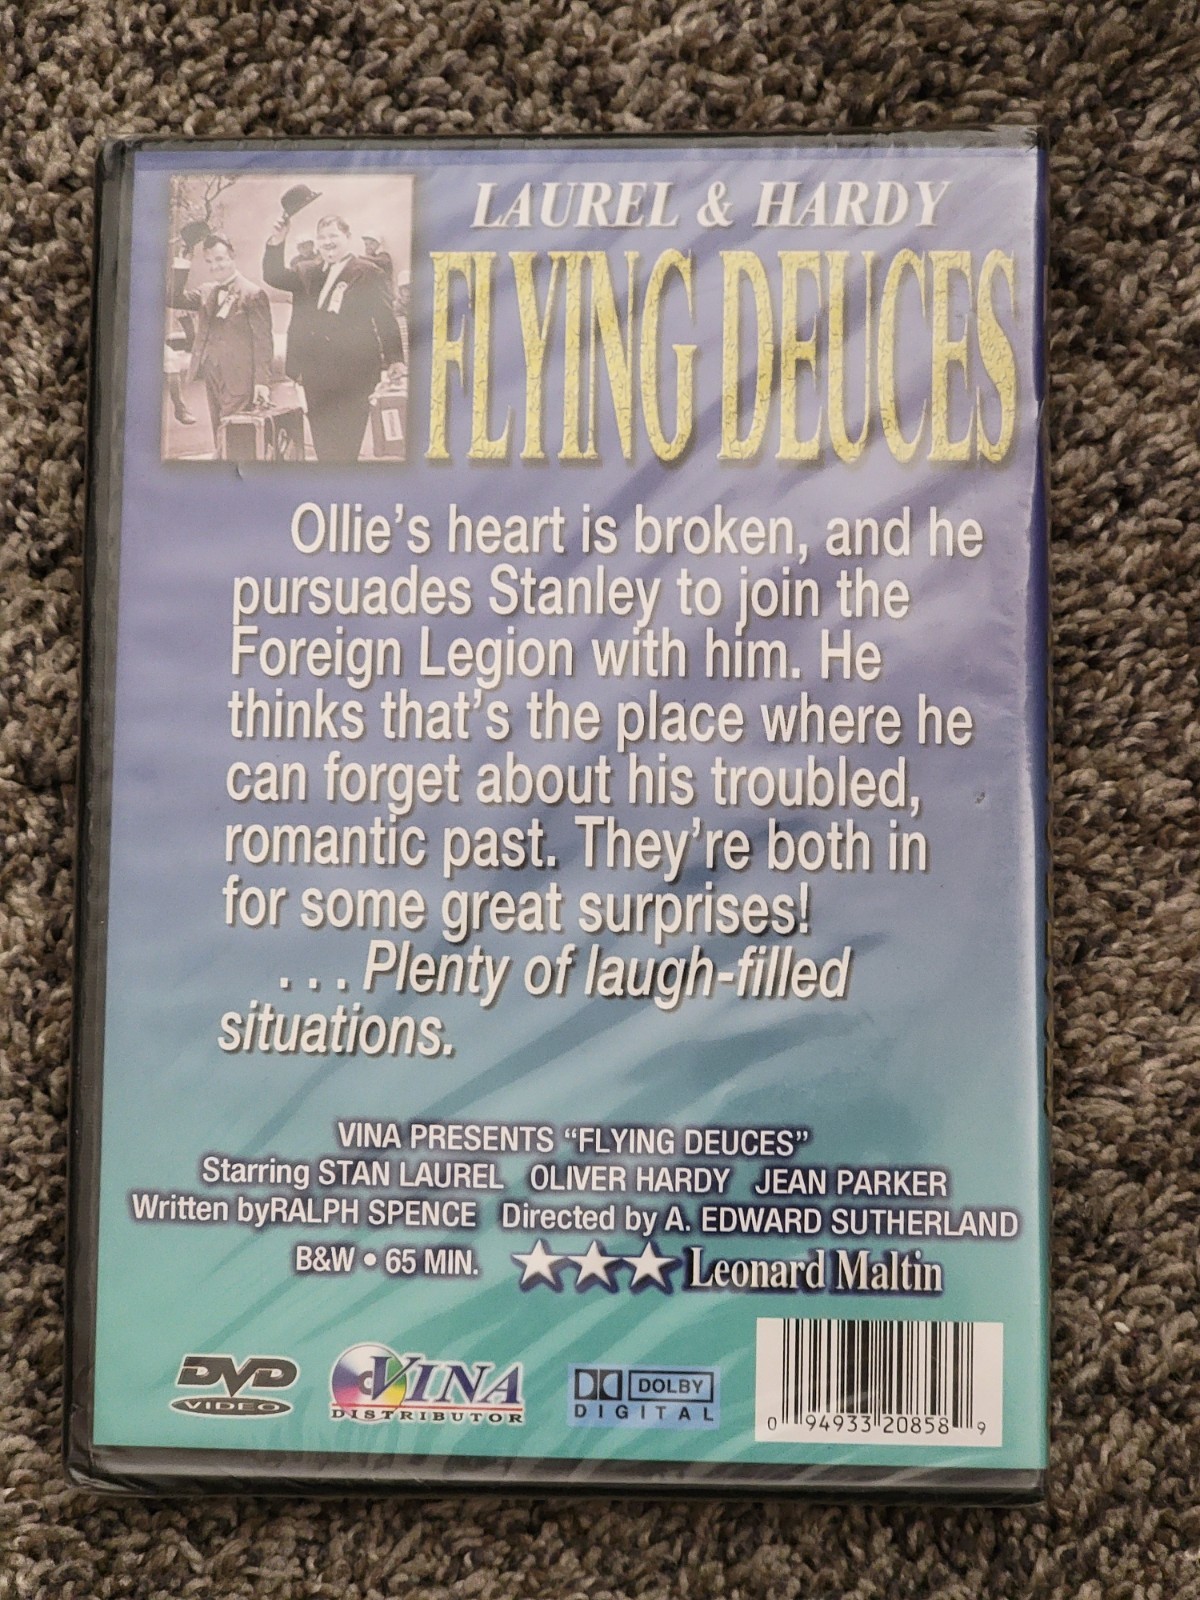 LAUREL & HARDY
FLYING DEUCES
Ollie's heart is broken, and he
pursuades Stanley to join the
Foreign Legion with him. He
thinks that's the place where he
can forget about his troubled,
romantic past. They're both in
for some great surprises!
. . . Plenty of laugh-filled
situations.
VINA PRESENTS “FLYING DEUCES”
Starring STAN LAUREL OLIVER HARDY JEAN PARKER
Written byRALPH SPENCE Directed by A. EDWARD SUTHERLAND
B&W • 65 MIN. ★★★ Leonard Maltin
DVD
VIDEO
VINA
DISTRIBUTOR
DOLBY
DIGITAL
0 94933 20858 9